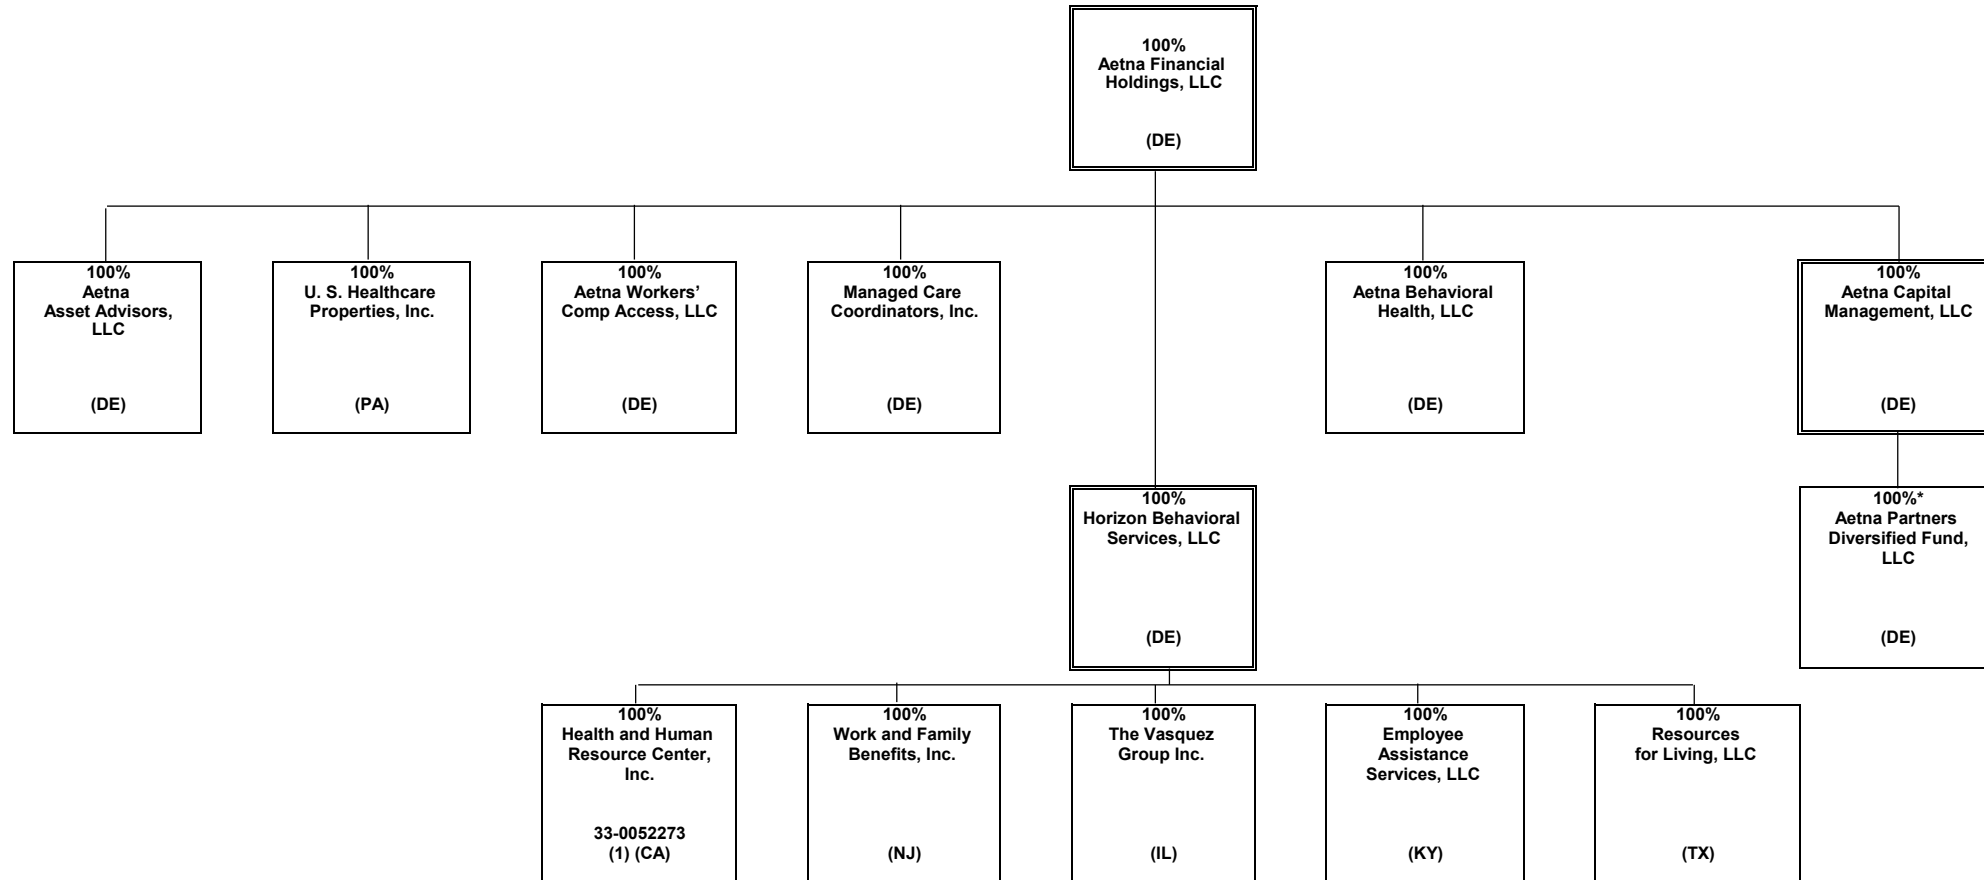 100%
Aetna Financial
Holdings, LLC
(DE)
100%
Aetna
Asset Advisors,
LLC
(DE)
100%
U. S. Healthcare
Properties, Inc.
(PA)
100%
Aetna Workers’
Comp Access, LLC
(DE)
100%
Managed Care
Coordinators, Inc.
(DE)
100%
Aetna Behavioral
Health, LLC
(DE)
100%
Aetna Capital
Management, LLC
(DE)
100%
Horizon Behavioral
Services, LLC
(DE)
100%*
Aetna Partners
Diversified Fund,
LLC
(DE)
100%
Health and Human
Resource Center,
Inc.
33-0052273
(1) (CA)
100%
Work and Family
Benefits, Inc.
(NJ)
100%
The Vasquez
Group Inc.
(IL)
100%
Employee
Assistance
Services, LLC
(KY)
100%
Resources
for Living, LLC
(TX)